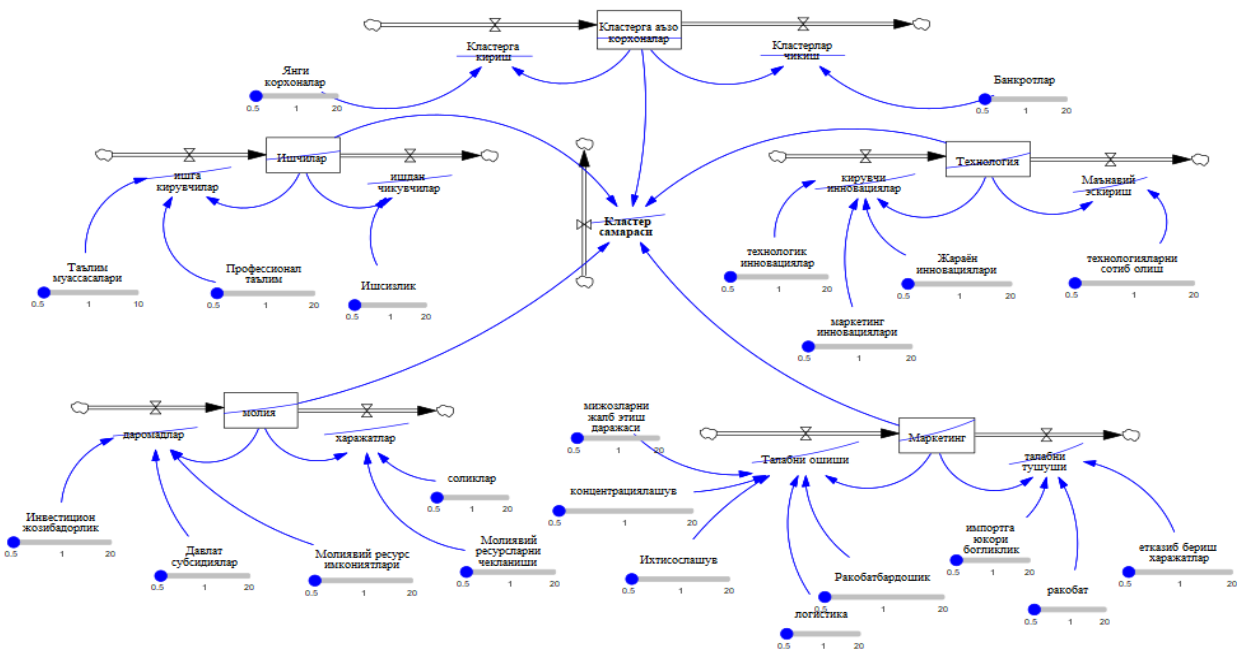 Кластерга аъзо
корхоналар
Кластерга
кириш
Кластерлар
чикиш
Янги
корхоналар
0.5 1 20
Банкротлар
0.5 1 20
Ишчилар
ишга
кирувчилар
ишдан
чикувчилар
Таълим
муассасалари
0.5 1 10
Профессионал
таълим
0.5 1 20
Ишсизлик
0.5 1 20
Кластер
самараси
Технология
кирувчи
инновациялар
Маънавий
эскириш
технологик
инновациялар
0.5 1 20
Жараён
инновациялари
0.5 1 20
технологияларни
сотиб олиш
0.5 1 20
маркетинг
инновациялари
0.5 1 20
молия
даромадлар
харажатлар
соликлар
0.5 1 20
Инвестицион
жозибадорлик
0.5 1 20
Давлат
субсидиялар
0.5 1 20
Молиявий ресурс
имкониятлари
0.5 1 20
Молиявий
ресурсларни
чекланиши
0.5 1 20
мижозларни
жалб этиш
даражаси
0.5 1 20
Маркетинг
Талабни ошиши
талабни
тушуши
концентрациялашув
0.5 1 20
Ихтисослашув
0.5 1 20
логистика
0.5 1 20
Ракобатбардошик
0.5 1 20
импортга
юкори
богликлик
0.5 1 20
ракобат
0.5 1 20
етказиб бериш
харажатлар
0.5 1 20